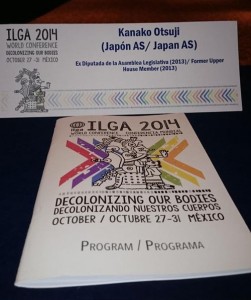 ILGA 2014
WORLD CONFERENCE
DECOLONIZING OUR BODIES
OCTOBER 27-31 MÉXICO
Kanako Otsuji
(Japón AS/ Japan AS)
Ex Diputada de la Asamblea Legislativa (2013)/ Former Upper
House Member (2013)
ILGA 2014
WORLD CONFERENCE
DECOLONIZING OUR BODIES
DECOLONIZANDO NUESTROS CUERPOS
OCTOBER / OCTUBRE 27-31 MÉXICO
PROGRAM / PROGRAMA